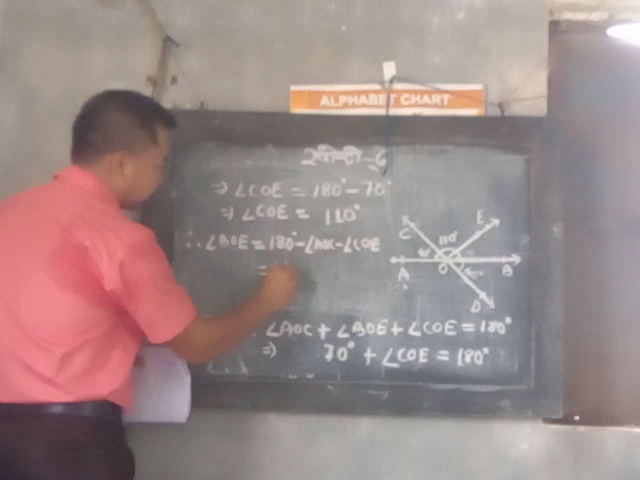 ALPHABET CHART
⇒ ∠COE = 180° - 70°
⇒ ∠COE = 110°
∴ ∠BOE = 180° - ∠AOC - ∠COE
=
C
E
110°
A
O
B
D
∠AOC + ∠BOE + ∠COE = 180°
⇒ 70° + ∠COE = 180°